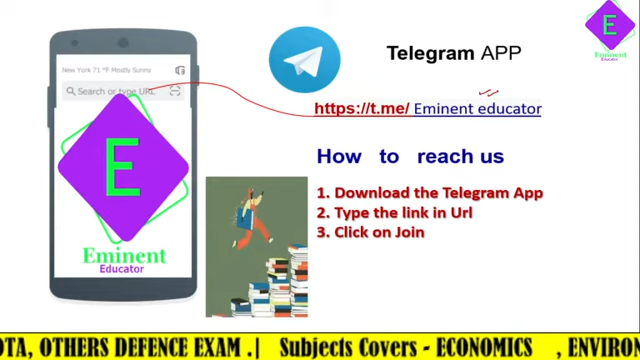 New York 71 °F Mostly Sunny
Search or type URL
E
Eminent
Educator
Telegram APP
https://t.me/ Eminent educator
How to reach us
1. Download the Telegram App
2. Type the link in Url
3. Click on Join
E
Eminent
Educator
OTA, OTHERS DEFENCE EXAM .| Subjects Covers - ECONOMICS , ENVIRON